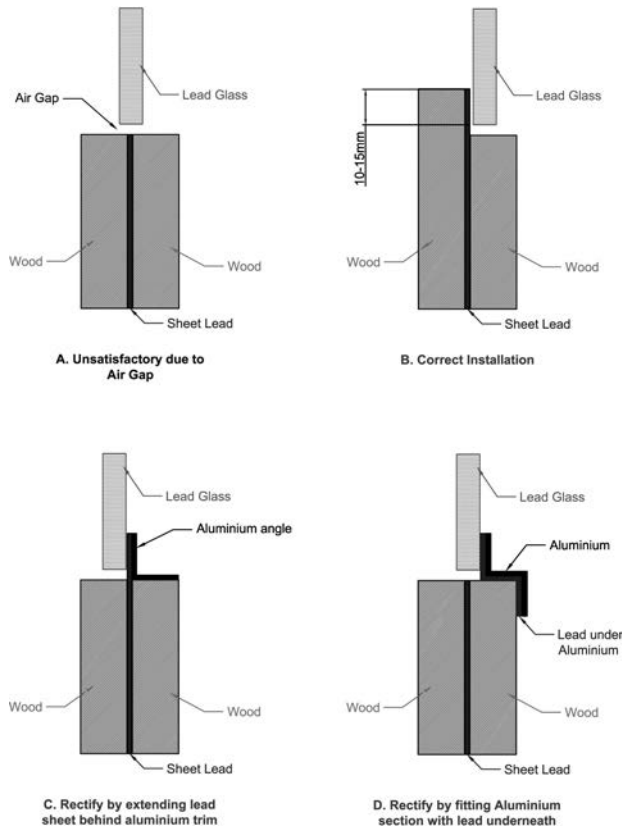 Air Gap
Lead Glass
Wood
Wood
Sheet Lead
A. Unsatisfactory due to
Air Gap
Lead Glass
10-15mm
Wood
Wood
Sheet Lead
B. Correct Installation
Lead Glass
Aluminium angle
Wood
Wood
Sheet Lead
C. Rectify by extending lead
sheet behind aluminium trim
Lead Glass
Aluminium
Lead under
Aluminium
Wood
Wood
Sheet Lead
D. Rectify by fitting Aluminium
section with lead underneath